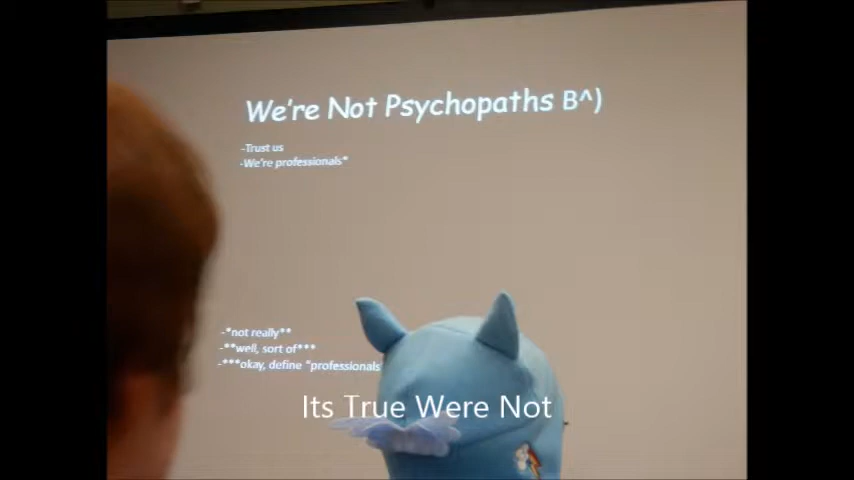 We're Not Psychopaths B^)
-Trust us
-We're professionals*
-*not really**
-**well, sort of***
-***okay, define "professionals
Its True Were Not